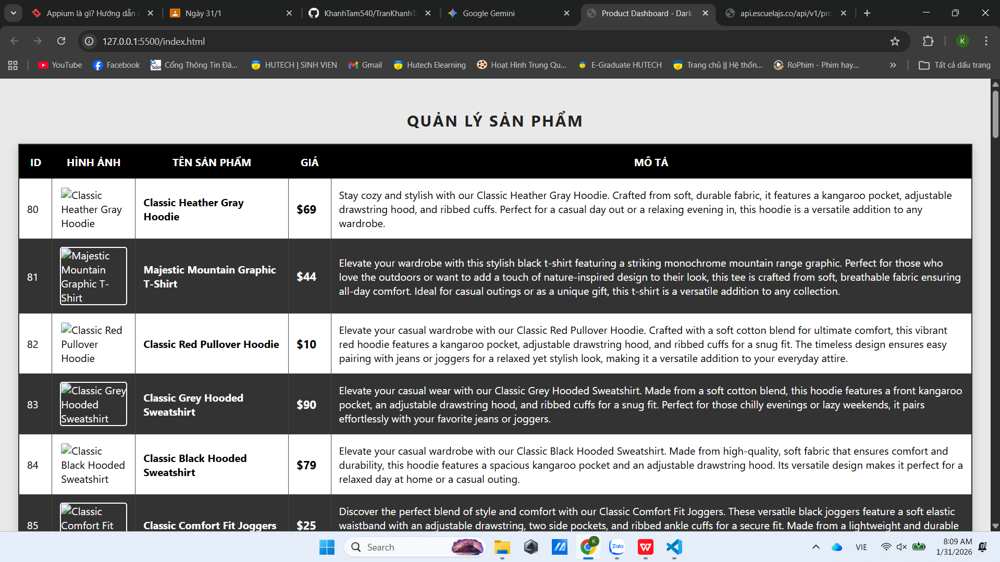 Appium là gì? Hướng dẫn
Ngày 31/1
KhanhTam540/TranKhanhTa
Google Gemini
Product Dashboard - Dark
api.escuelajs.co/api/v1/pro
127.0.0.1:5500/index.html
K
YouTube
Facebook
Cổng Thông Tin Đà...
HUTECH | SINH VIEN
Gmail
Hutech Elearning
Hoạt Hình Trung Qu...
E-Graduate HUTECH
Trang chủ || Hệ thốn...
RoPhim - Phim hay...
Tất cả dấu trang
QUẢN LÝ SẢN PHẨM
ID HÌNH ẢNH TÊN SẢN PHẨM GIÁ MÔ TẢ
80
Classic
Heather Gray
Hoodie
Classic Heather Gray
Hoodie
$69
Stay cozy and stylish with our Classic Heather Gray Hoodie. Crafted from soft, durable fabric, it features a kangaroo pocket, adjustable
drawstring hood, and ribbed cuffs. Perfect for a casual day out or a relaxing evening in, this hoodie is a versatile addition to any
wardrobe.
81
Majestic
Mountain
Graphic T-
Shirt
Majestic Mountain Graphic
T-Shirt
$44
Elevate your wardrobe with this stylish black t-shirt featuring a striking monochrome mountain range graphic. Perfect for those who
love the outdoors or want to add a touch of nature-inspired design to their look, this tee is crafted from soft, breathable fabric ensuring
all-day comfort. Ideal for casual outings or as a unique gift, this t-shirt is a versatile addition to any collection.
82
Classic Red
Pullover
Hoodie
Classic Red Pullover Hoodie
$10
Elevate your casual wardrobe with our Classic Red Pullover Hoodie. Crafted with a soft cotton blend for ultimate comfort, this vibrant
red hoodie features a kangaroo pocket, adjustable drawstring hood, and ribbed cuffs for a snug fit. The timeless design ensures easy
pairing with jeans or joggers for a relaxed yet stylish look, making it a versatile addition to your everyday attire.
83
Classic Grey
Hooded
Sweatshirt
Classic Grey Hooded
Sweatshirt
$90
Elevate your casual wear with our Classic Grey Hooded Sweatshirt. Made from a soft cotton blend, this hoodie features a front kangaroo
pocket, an adjustable drawstring hood, and ribbed cuffs for a snug fit. Perfect for those chilly evenings or lazy weekends, it pairs
effortlessly with your favorite jeans or joggers.
84
Classic
Black Hooded
Sweatshirt
Classic Black Hooded
Sweatshirt
$79
Elevate your casual wardrobe with our Classic Black Hooded Sweatshirt. Made from high-quality, soft fabric that ensures comfort and
durability, this hoodie features a spacious kangaroo pocket and an adjustable drawstring hood. Its versatile design makes it perfect for a
relaxed day at home or a casual outing.
85
Classic
Comfort Fit
Classic Comfort Fit Joggers
$25
Discover the perfect blend of style and comfort with our Classic Comfort Fit Joggers. These versatile black joggers feature a soft elastic
waistband with an adjustable drawstring, two side pockets, and ribbed ankle cuffs for a secure fit. Made from a lightweight and durable
Search
K
Zalo
VIE
8:09 AM
1/31/2026